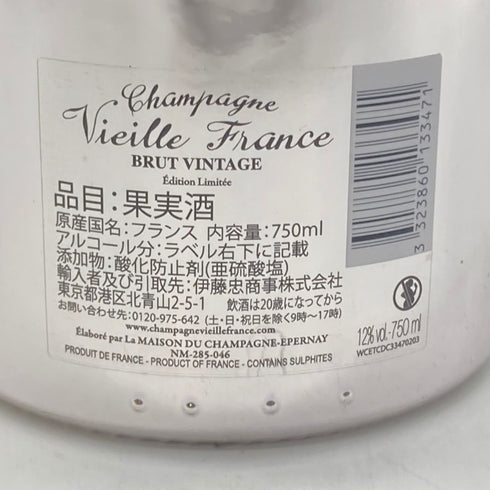 Champagne
Vieille France
BRUT VINTAGE
Édition Limitée
品目：果実酒
原産国名：フランス 内容量：750ml
アルコール分：ラベル右下に記載
添加物：酸化防止剤(亜硫酸塩)
輸入者及び引取先：伊藤忠商事株式会社
東京都港区北青山2-5-1 飲酒は20歳になってから
お問い合わせ先：0120-975-642 (土・日・祝日を除く9時～17時)
www.champagnevieillefrance.com
Élaboré par La MAISON DU CHAMPAGNE-EPERNAY
NM-285-046
PRODUIT DE FRANCE - PRODUCT OF FRANCE - CONTAINS SULPHITES
3 323860 133471
12% vol.-750 ml
WCETCDC33470203